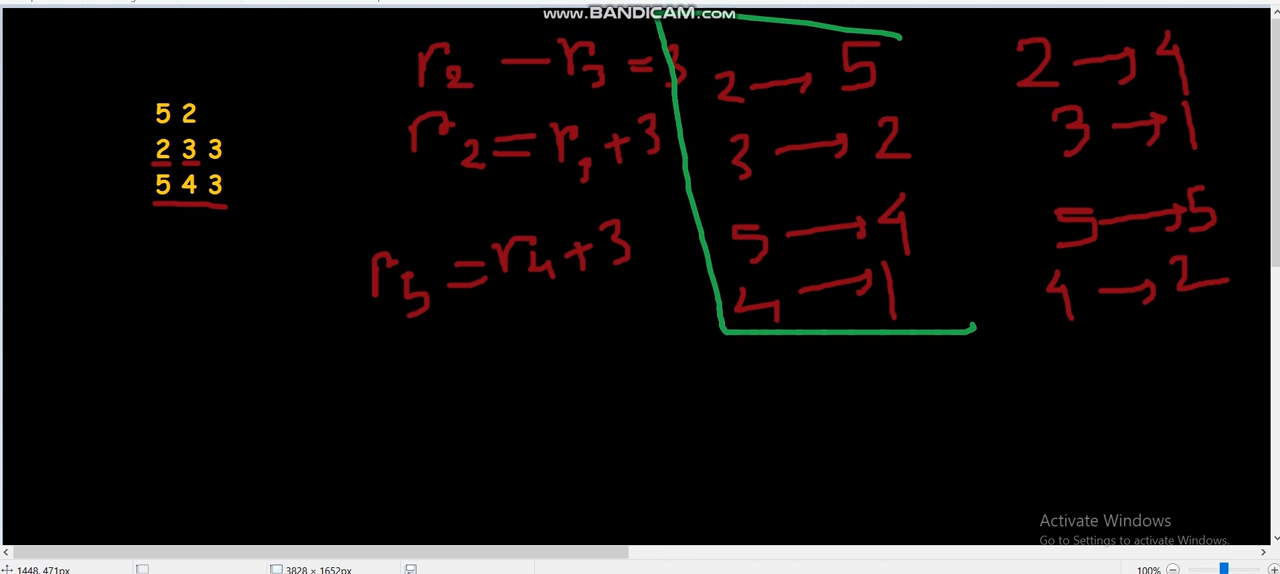 www.BANDICAM.com
5 2
2 3 3
5 4 3
r2 - r3 = 3
r2 = r3 + 3
r5 = r4 + 3
2 → 5
3 → 2
5 → 4
4 → 1
2 → 4
3 → 1
5 → 5
4 → 2
Activate Windows
Go to Settings to activate Windows.
1448, 471px
3828 × 1652px
100%